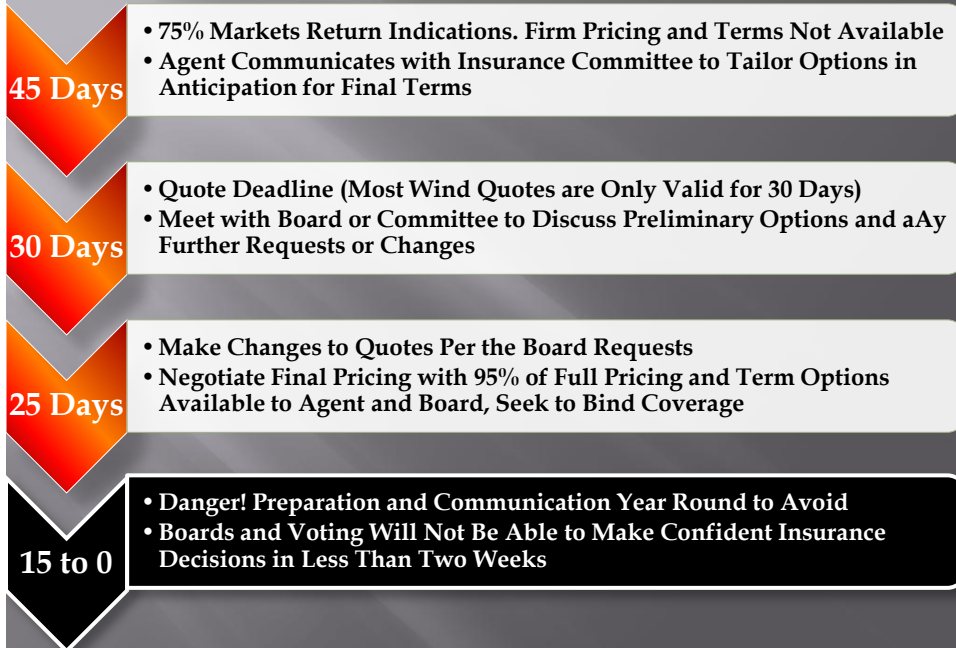 45 Days
• 75% Markets Return Indications. Firm Pricing and Terms Not Available
• Agent Communicates with Insurance Committee to Tailor Options in
Anticipation for Final Terms
30 Days
• Quote Deadline (Most Wind Quotes are Only Valid for 30 Days)
• Meet with Board or Committee to Discuss Preliminary Options and aAy
Further Requests or Changes
25 Days
• Make Changes to Quotes Per the Board Requests
• Negotiate Final Pricing with 95% of Full Pricing and Term Options
Available to Agent and Board, Seek to Bind Coverage
15 to 0
• Danger! Preparation and Communication Year Round to Avoid
• Boards and Voting Will Not Be Able to Make Confident Insurance
Decisions in Less Than Two Weeks